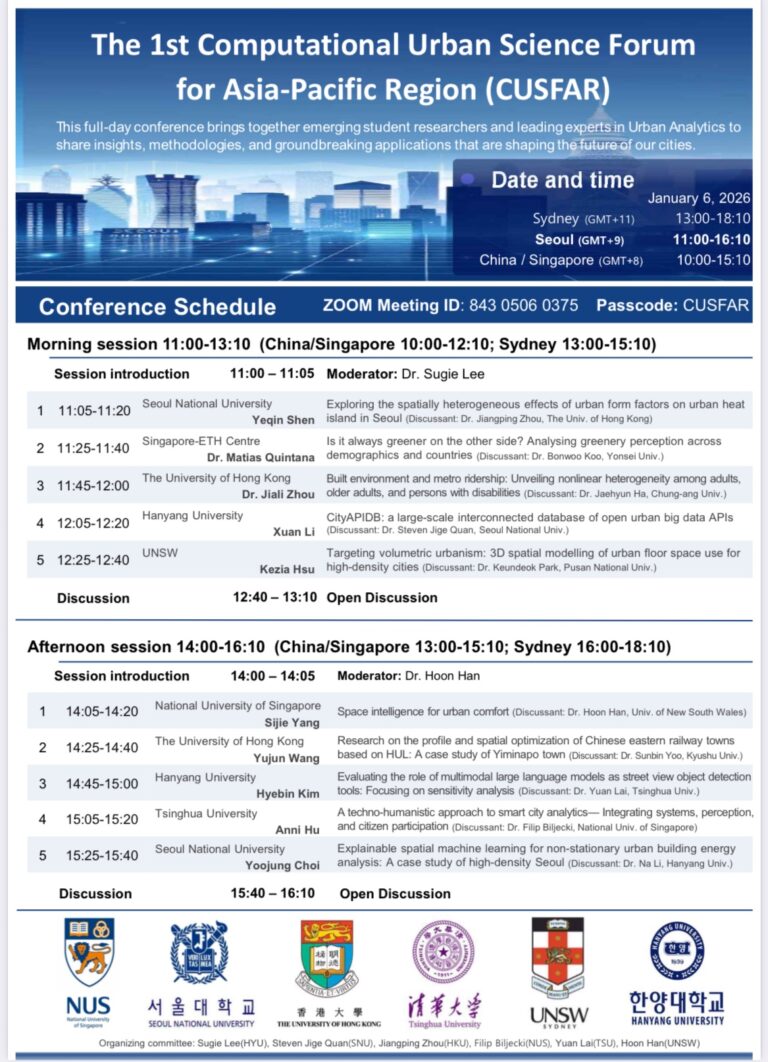 The 1st Computational Urban Science Forum
for Asia-Pacific Region (CUSFAR)
This full-day conference brings together emerging student researchers and leading experts in Urban Analytics to
share insights, methodologies, and groundbreaking applications that are shaping the future of our cities.
Date and time
January 6, 2026
Sydney (GMT+11) 13:00-18:10
Seoul (GMT+9) 11:00-16:10
China / Singapore (GMT+8) 10:00-15:10
Conference Schedule ZOOM Meeting ID: 843 0506 0375 Passcode: CUSFAR
Morning session 11:00-13:10 (China/Singapore 10:00-12:10; Sydney 13:00-15:10)
Session introduction 11:00 – 11:05 Moderator: Dr. Sugie Lee
1 11:05-11:20 Seoul National University Yeqin Shen
Exploring the spatially heterogeneous effects of urban form factors on urban heat
island in Seoul (Discussant: Dr. Jiangping Zhou, The Univ. of Hong Kong)
2 11:25-11:40 Singapore-ETH Centre Dr. Matias Quintana
Is it always greener on the other side? Analysing greenery perception across
demographics and countries (Discussant: Dr. Bonwoo Koo, Yonsei Univ.)
3 11:45-12:00 The University of Hong Kong Dr. Jiali Zhou
Built environment and metro ridership: Unveiling nonlinear heterogeneity among adults,
older adults, and persons with disabilities (Discussant: Dr. Jaehyun Ha, Chung-ang Univ.)
4 12:05-12:20 Hanyang University Xuan Li
CityAPIDB: a large-scale interconnected database of open urban big data APIs
(Discussant: Dr. Steven Jige Quan, Seoul National Univ.)
5 12:25-12:40 UNSW Kezia Hsu
Targeting volumetric urbanism: 3D spatial modelling of urban floor space use for
high-density cities (Discussant: Dr. Keundeok Park, Pusan National Univ.)
Discussion 12:40 – 13:10 Open Discussion
Afternoon session 14:00-16:10 (China/Singapore 13:00-15:10; Sydney 16:00-18:10)
Session introduction 14:00 – 14:05 Moderator: Dr. Hoon Han
1 14:05-14:20 National University of Singapore Sijie Yang
Space intelligence for urban comfort (Discussant: Dr. Hoon Han, Univ. of New South Wales)
2 14:25-14:40 The University of Hong Kong Yujun Wang
Research on the profile and spatial optimization of Chinese eastern railway towns
based on HUL: A case study of Yiminapo town (Discussant: Dr. Sunbin Yoo, Kyushu Univ.)
3 14:45-15:00 Hanyang University Hyebin Kim
Evaluating the role of multimodal large language models as street view object detection
tools: Focusing on sensitivity analysis (Discussant: Dr. Yuan Lai, Tsinghua Univ.)
4 15:05-15:20 Tsinghua University Anni Hu
A techno-humanistic approach to smart city analytics— Integrating systems, perception,
and citizen participation (Discussant: Dr. Filip Biljecki, National Univ. of Singapore)
5 15:25-15:40 Seoul National University Yoojung Choi
Explainable spatial machine learning for non-stationary urban building energy
analysis: A case study of high-density Seoul (Discussant: Dr. Na Li, Hanyang Univ.)
Discussion 15:40 – 16:10 Open Discussion
NUS
National University
of Singapore
VERI LUX TAS MEA
서울대학교
SEOUL NATIONAL UNIVERSITY
香港大學
THE UNIVERSITY OF HONG KONG
清華大学
Tsinghua University
UNSW
SYDNEY
HANYANG UNIVERSITY
한양
1939
한양대학교
HANYANG UNIVERSITY
Organizing committee: Sugie Lee(HYU), Steven Jige Quan(SNU), Jiangping Zhou(HKU), Filip Biljecki(NUS), Yuan Lai(TSU), Hoon Han(UNSW)